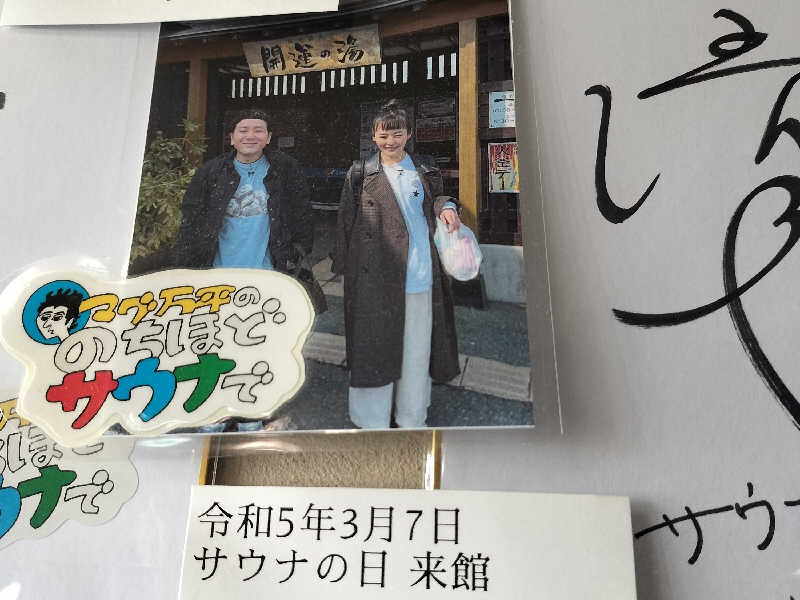 開運の湯
マグ万平の
のちほど
サウナで
ナで
令和5年3月7日
サウナの日 来館
サウ